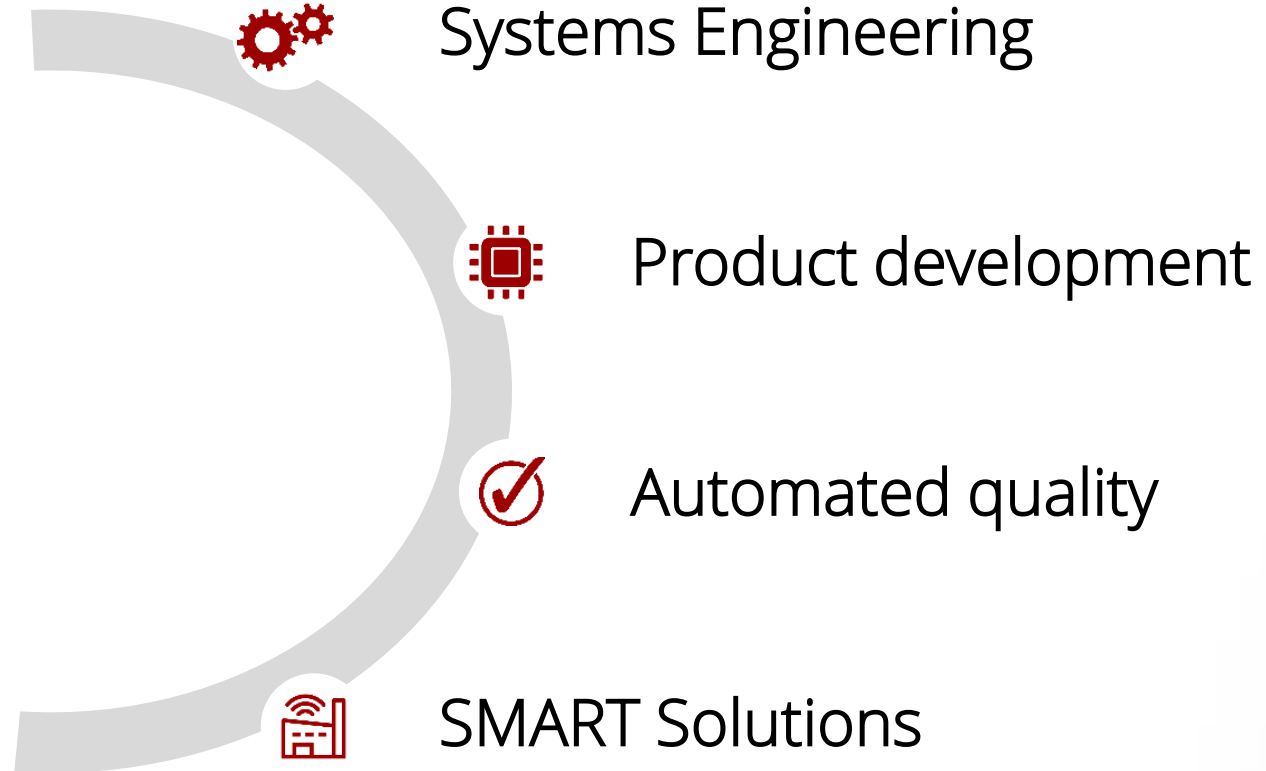 Systems Engineering
Product development
Automated quality
SMART Solutions